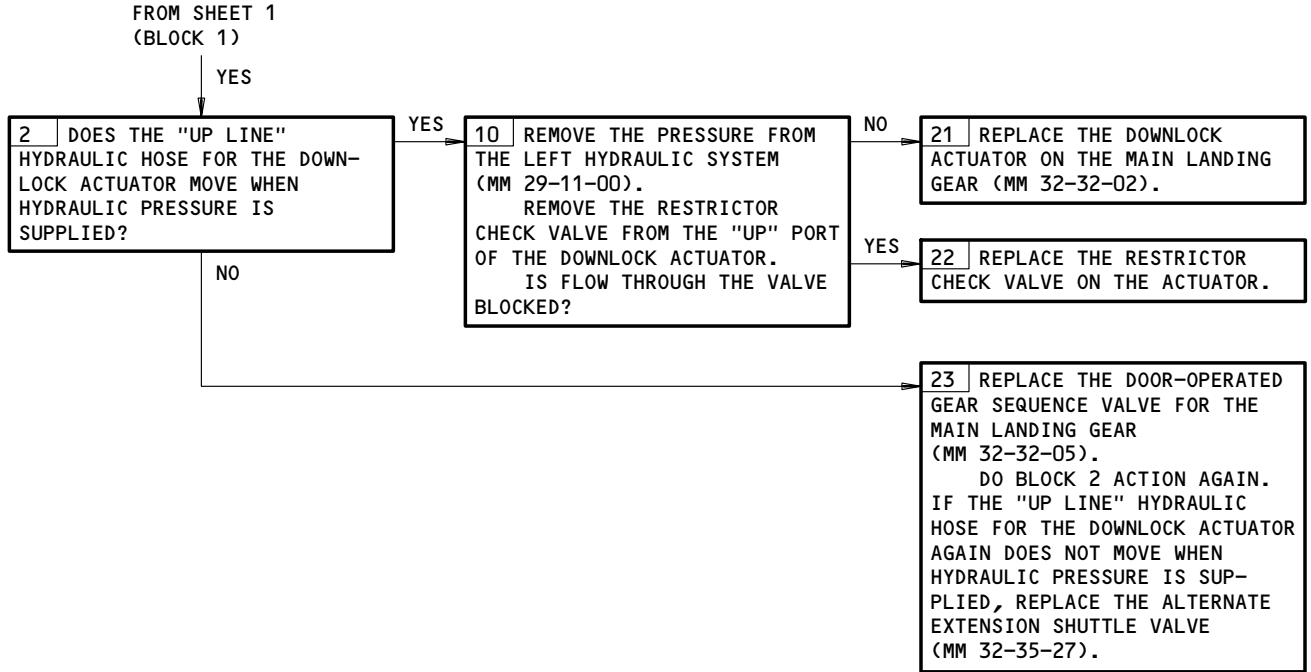 FROM SHEET 1
(BLOCK 1)
YES
2 DOES THE "UP LINE"
HYDRAULIC HOSE FOR THE DOWN-
LOCK ACTUATOR MOVE WHEN
HYDRAULIC PRESSURE IS
SUPPLIED?
YES
NO
10 REMOVE THE PRESSURE FROM
THE LEFT HYDRAULIC SYSTEM
(MM 29-11-00).
REMOVE THE RESTRICTOR
CHECK VALVE FROM THE "UP" PORT
OF THE DOWNLOCK ACTUATOR.
IS FLOW THROUGH THE VALVE
BLOCKED?
NO
21 REPLACE THE DOWNLOCK
ACTUATOR ON THE MAIN LANDING
GEAR (MM 32-32-02).
YES
22 REPLACE THE RESTRICTOR
CHECK VALVE ON THE ACTUATOR.
23 REPLACE THE DOOR-OPERATED
GEAR SEQUENCE VALVE FOR THE
MAIN LANDING GEAR
(MM 32-32-05).
DO BLOCK 2 ACTION AGAIN.
IF THE "UP LINE" HYDRAULIC
HOSE FOR THE DOWNLOCK ACTUATOR
AGAIN DOES NOT MOVE WHEN
HYDRAULIC PRESSURE IS SUP-
PLIED, REPLACE THE ALTERNATE
EXTENSION SHUTTLE VALVE
(MM 32-35-27).